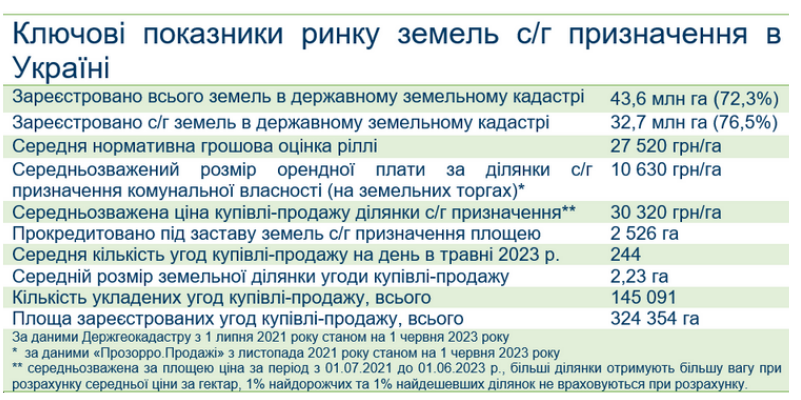 Ключові показники ринку земель с/г призначення в
Україні
Зареєстровано всього земель в державному земельному кадастрі 43,6 млн га (72,3%)
Зареєстровано с/г земель в державному земельному кадастрі 32,7 млн га (76,5%)
Середня нормативна грошова оцінка ріллі 27 520 грн/га
Середньозважений розмір орендної плати за ділянки с/г 10 630 грн/га
призначення комунальної власності (на земельних торгах)*
Середньозважена ціна купівлі-продажу ділянки с/г призначення** 30 320 грн/га
Прокредитовано під заставу земель с/г призначення площею 2 526 га
Середня кількість угод купівлі-продажу на день в травні 2023 р. 244
Середній розмір земельної ділянки угоди купівлі-продажу 2,23 га
Кількість укладених угод купівлі-продажу, всього 145 091
Площа зареєстрованих угод купівлі-продажу, всього 324 354 га
За даними Держгеокадастру з 1 липня 2021 року станом на 1 червня 2023 року
* за даними «Прозорро.Продажі» з листопада 2021 року станом на 1 червня 2023 року
** середньозважена за площею ціна за період з 01.07.2021 до 01.06.2023 р., більші ділянки отримують більшу вагу при
розрахунку середньої ціни за гектар, 1% найдорожчих та 1% найдешевших ділянок не враховуються при розрахунку.